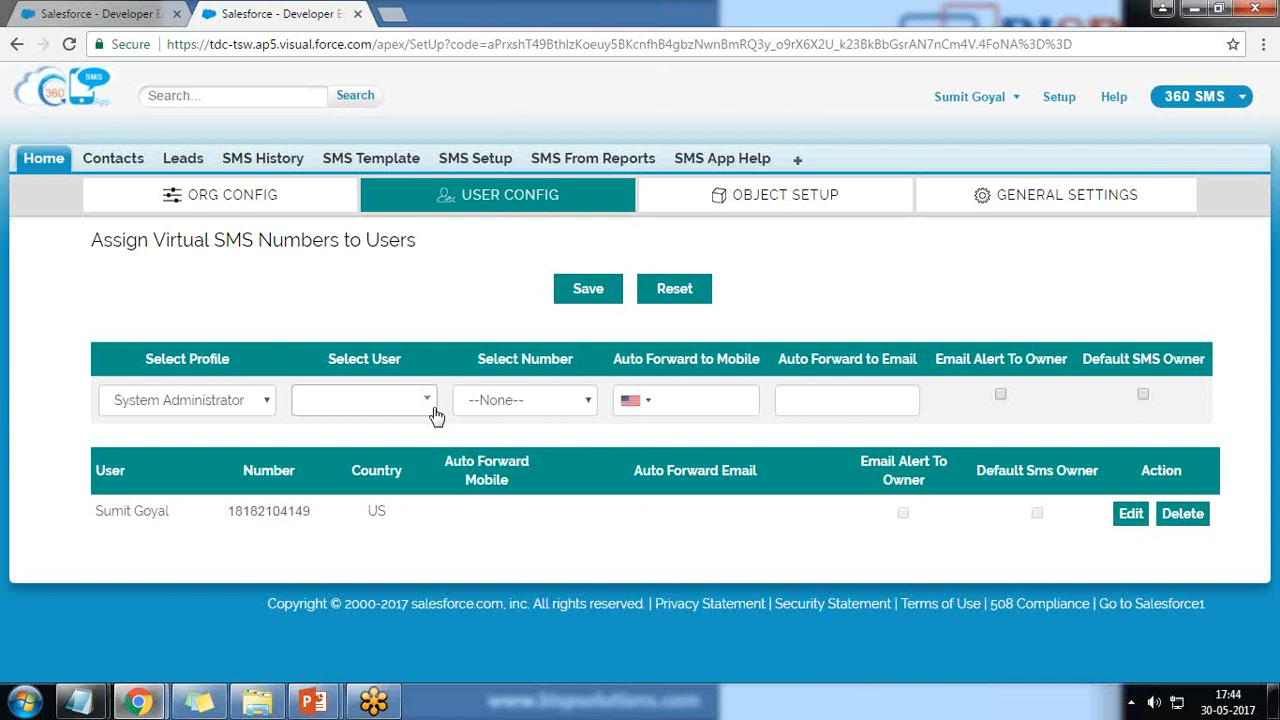 Salesforce - Developer E
Salesforce - Developer E
Secure
https://tdc-tsw.ap5.visual.force.com/apex/SetUp?code=aPrxshT49BthIzKoeuy5BKcnfhB4gbzNwnBmRQ3y_o9rX6X2U_k23BkBbGsrAN7nCm4V.4FoNA%3D%3D
360
SMS
App
Search...
Search
Sumit Goyal
Setup
Help
360 SMS
Home
Contacts
Leads
SMS History
SMS Template
SMS Setup
SMS From Reports
SMS App Help
+
ORG CONFIG
USER CONFIG
OBJECT SETUP
GENERAL SETTINGS
Assign Virtual SMS Numbers to Users
Save
Reset
Select Profile
Select User
Select Number
Auto Forward to Mobile
Auto Forward to Email
Email Alert To Owner
Default SMS Owner
System Administrator
--None--
User
Number
Country
Auto Forward
Mobile
Auto Forward Email
Email Alert To
Owner
Default Sms Owner
Action
Sumit Goyal
18182104149
US
Edit
Delete
Copyright © 2000-2017 salesforce.com, inc. All rights reserved. | Privacy Statement | Security Statement | Terms of Use | 508 Compliance | Go to Salesforce1
www.bispsolutions.com
17:44
30-05-2017